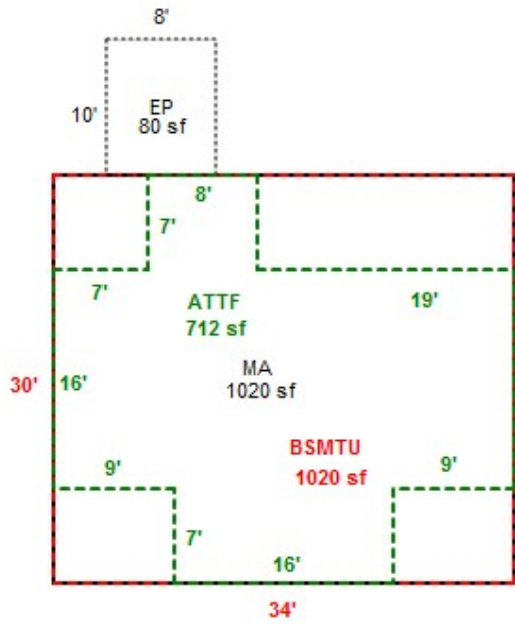 8'
10'
EP
80 sf
8'
7'
7'
19'
ATTF
712 sf
MA
1020 sf
30'
16'
BSMTU
1020 sf
9'
9'
7'
16'
34'